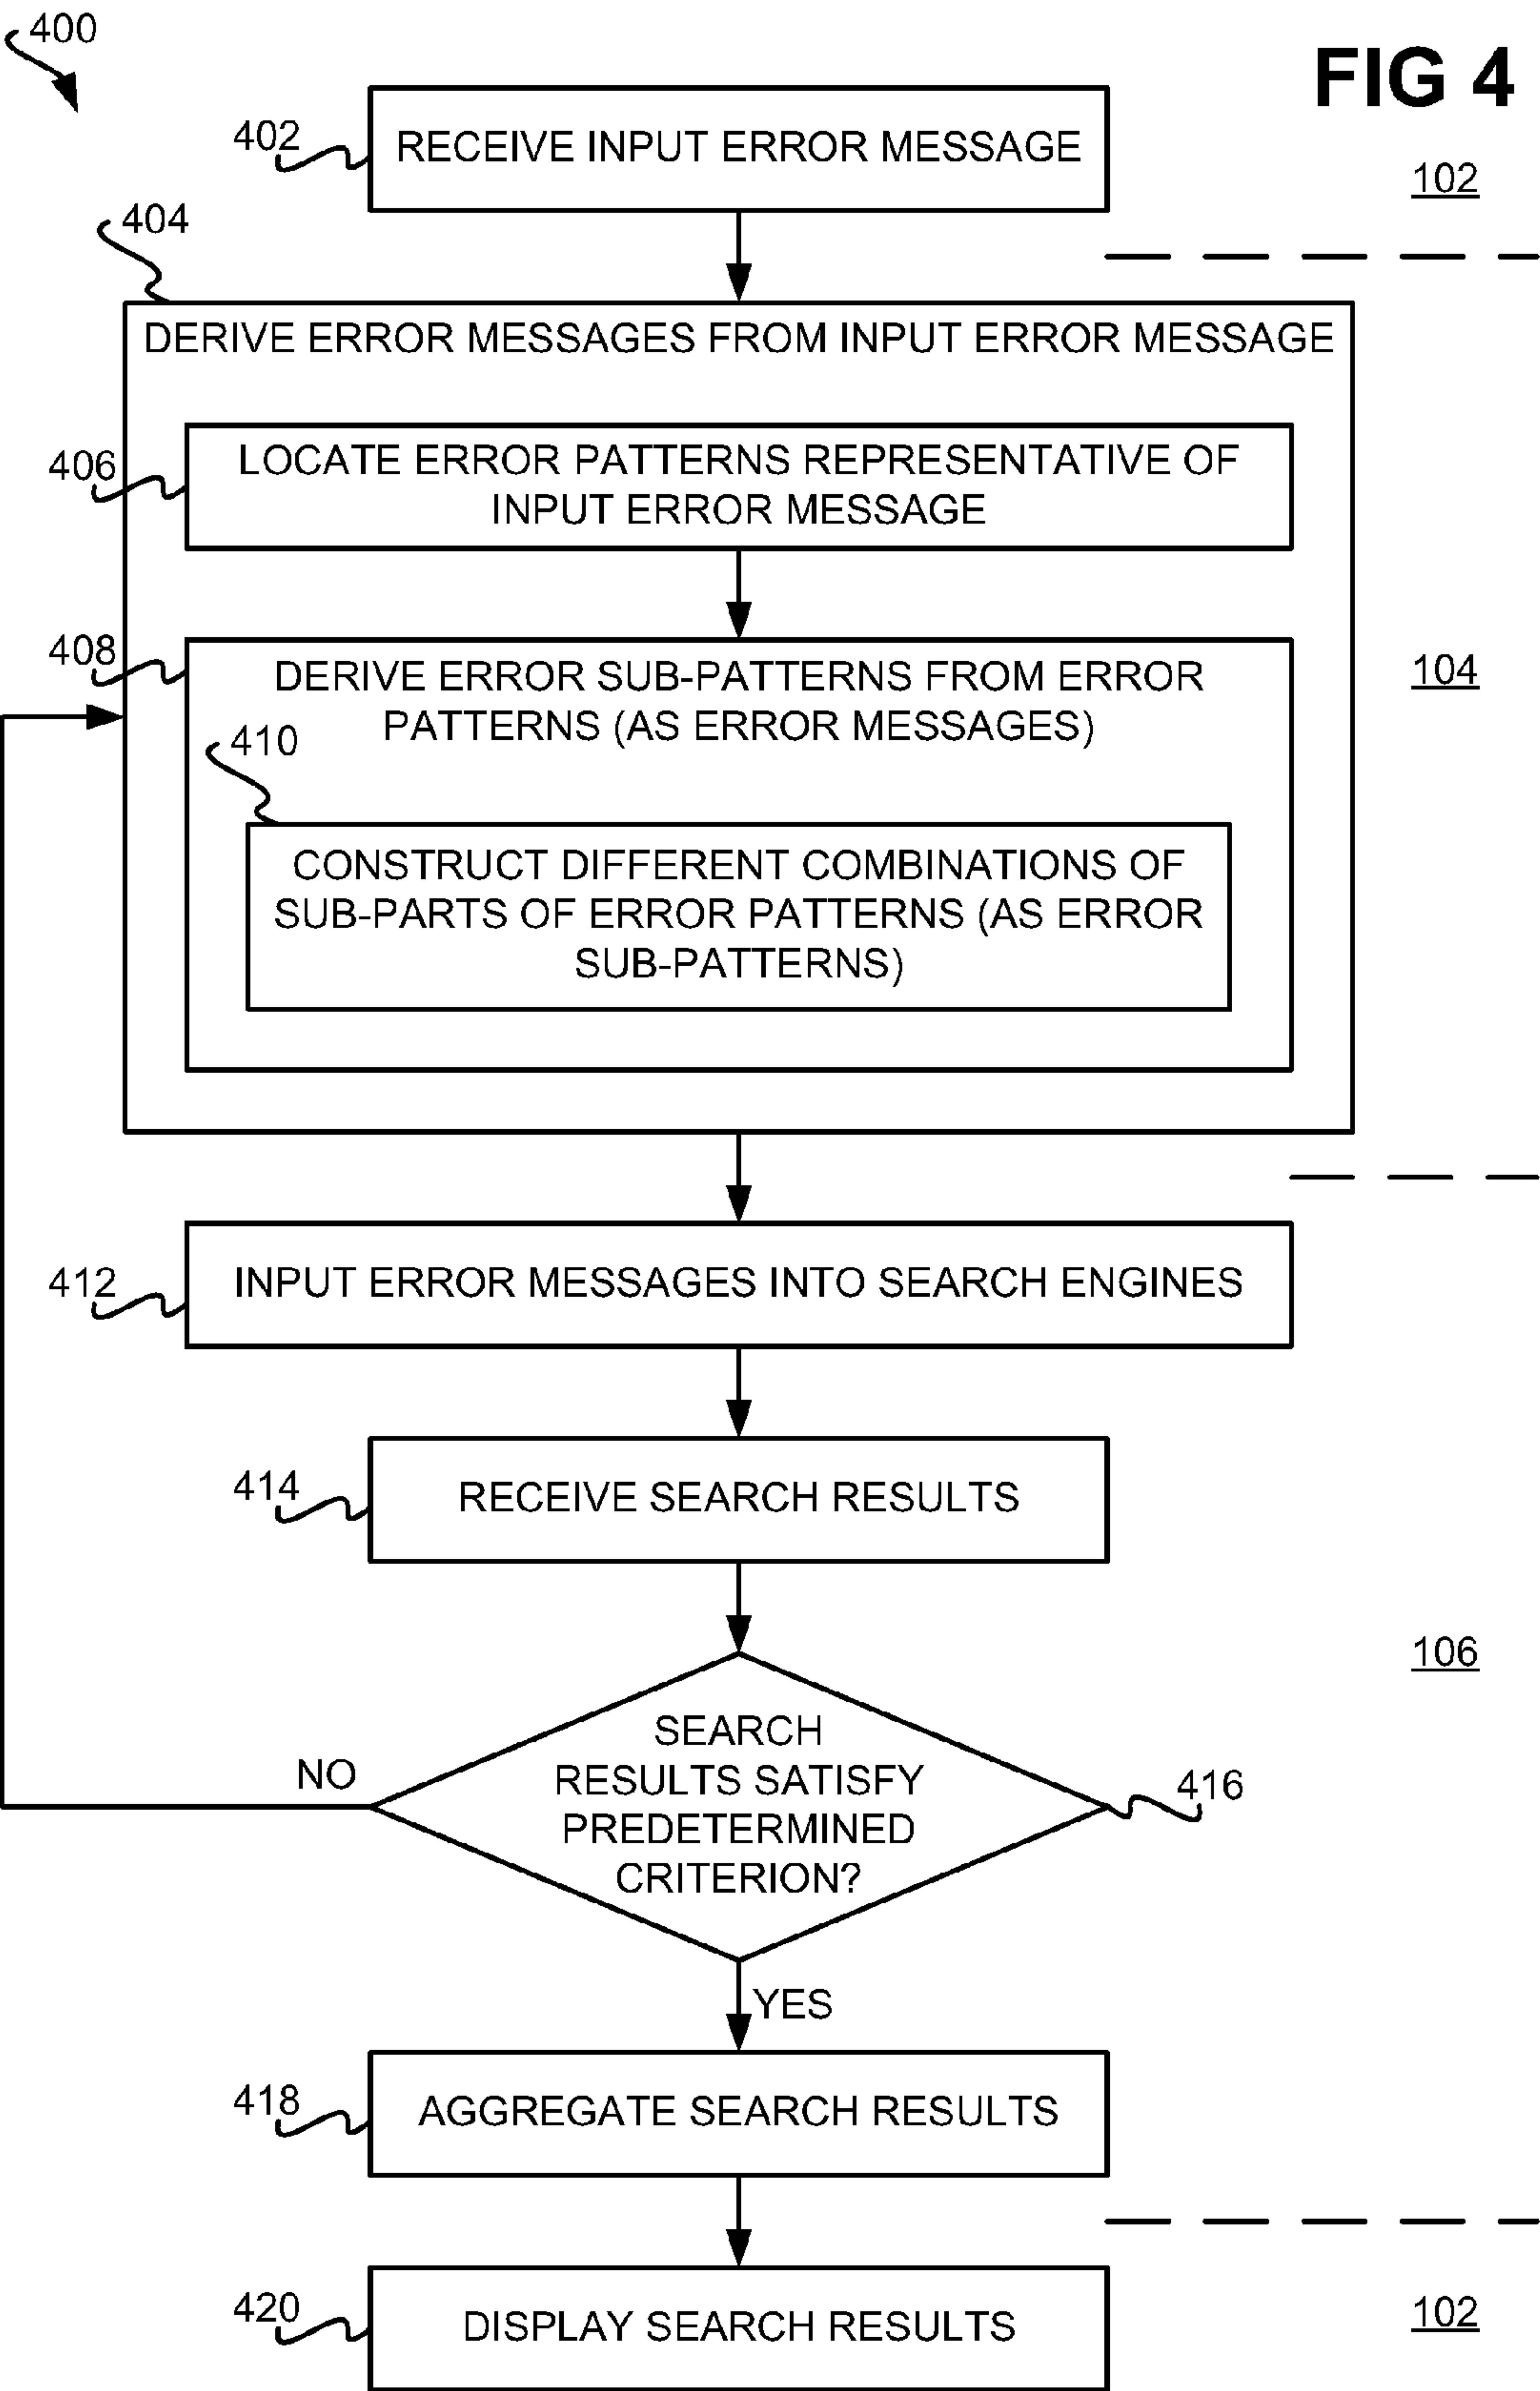 400
FIG 4
402
RECEIVE INPUT ERROR MESSAGE
102
404
DERIVE ERROR MESSAGES FROM INPUT ERROR MESSAGE
406
LOCATE ERROR PATTERNS REPRESENTATIVE OF
INPUT ERROR MESSAGE
408
DERIVE ERROR SUB-PATTERNS FROM ERROR
PATTERNS (AS ERROR MESSAGES)
104
410
CONSTRUCT DIFFERENT COMBINATIONS OF
SUB-PARTS OF ERROR PATTERNS (AS ERROR
SUB-PATTERNS)
412
INPUT ERROR MESSAGES INTO SEARCH ENGINES
414
RECEIVE SEARCH RESULTS
106
SEARCH
RESULTS SATISFY
PREDETERMINED
CRITERION?
NO
416
YES
418
AGGREGATE SEARCH RESULTS
420
DISPLAY SEARCH RESULTS
102